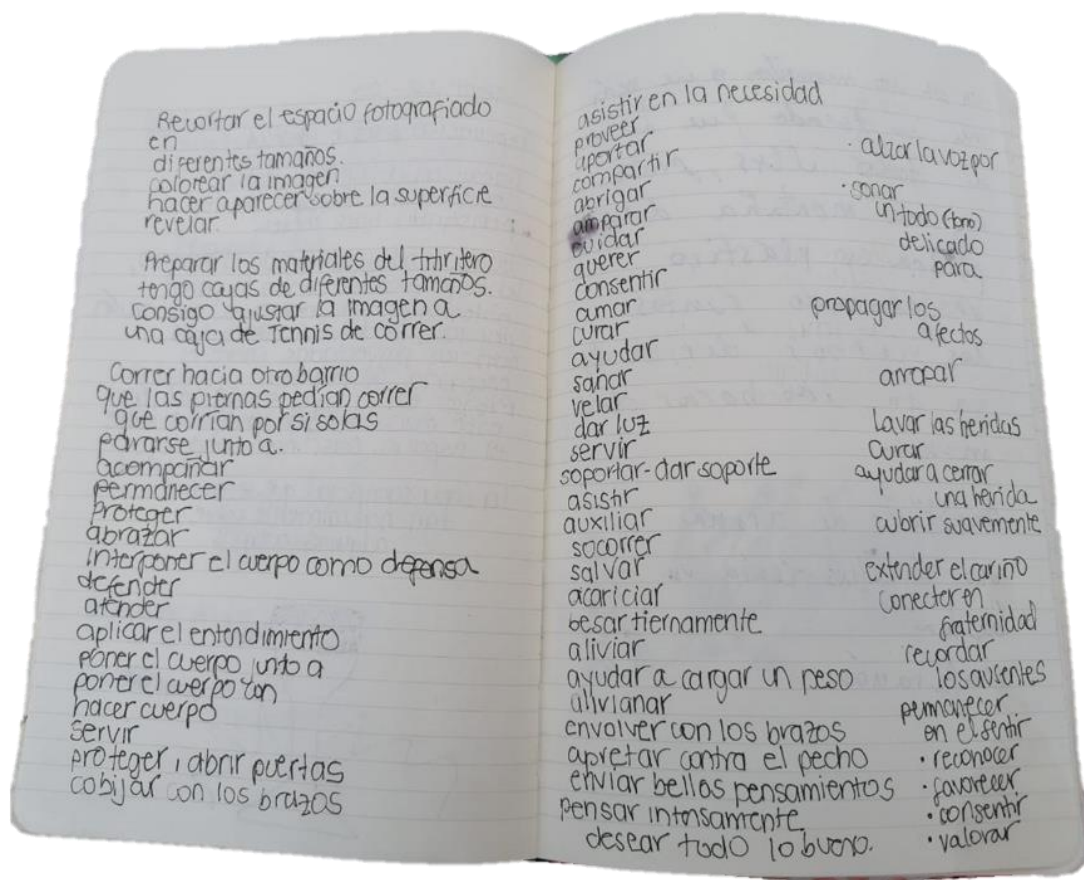 Recortar el espacio fotografiado
en
diferentes tamaños.
colorear la imagen
hacer aparecer sobre la superficie
revelar.
Preparar los materiales del titiritero
tengo cajas de diferentes tamaños.
consigo ajustar la imagen a
una caja de Tennis de correr.
Correr hacia otro barrio
que las piernas pedían correr
que corrían por si solas
pararse junto a.
acompañar
permanecer
proteger
abrazar
interponer el cuerpo como defensa
defender
atender
aplicar el entendimiento
poner el cuerpo junto a
poner el cuerpo con
hacer cuerpo
servir
proteger, abrir puertas
cobijar con los brazos
asistir en la necesidad
proveer
aportar
compartir
abrigar
amparar
cuidar
querer
consentir
amar
curar
ayudar
sanar
velar
dar luz
servir
soportar-dar soporte
asistir
auxiliar
socorrer
salvar
acariciar
besar tiernamente
aliviar
ayudar a cargar un peso
alivianar
envolver con los brazos
apretar contra el pecho
enviar bellos pensamientos
pensar intensamente
desear todo lo bueno.
· alzar la voz por
· sonar
un todo (tono)
delicado
para
propagar los
afectos
arropar
Lavar las heridas
curar
ayudar a cerrar
una herida
cubrir suavemente
extender el cariño
conectar en
fraternidad
recordar
los ausentes
permanecer
en el sentir
· reconocer
· favorecer
· consentir
· valorar